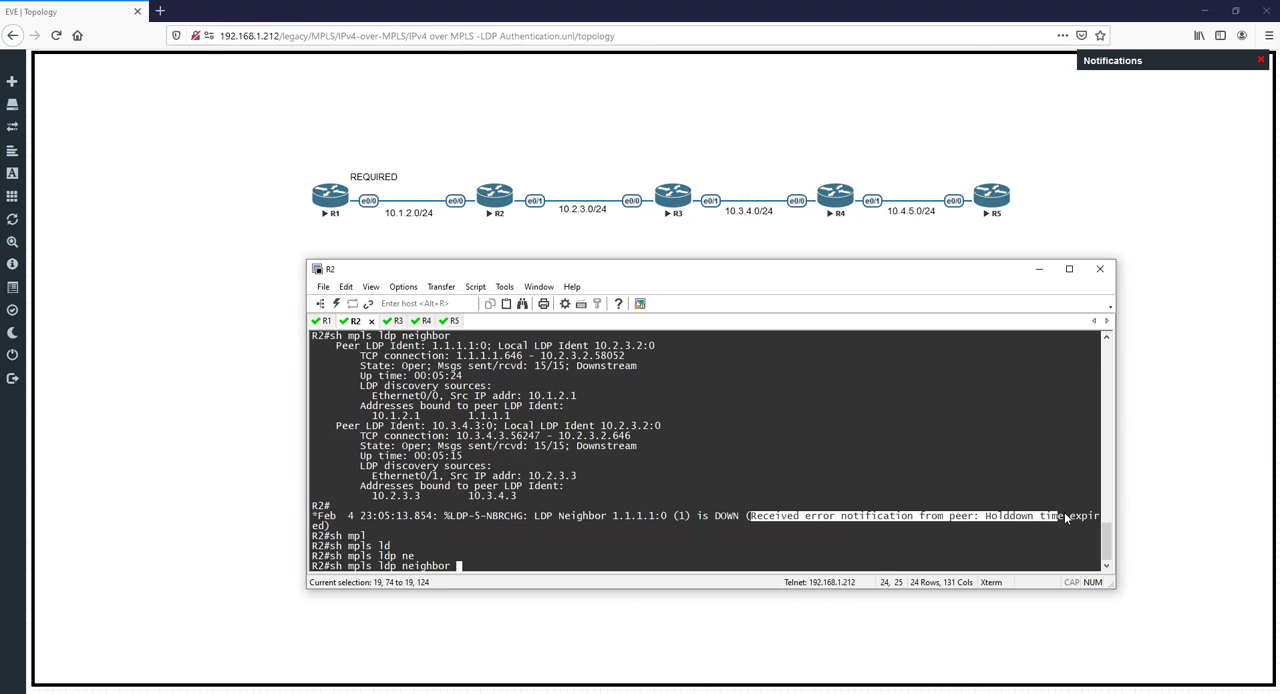 EVE | Topology
192.168.1.212/legacy/MPLS/IPv4-over-MPLS/IPv4 over MPLS -LDP Authentication.unl/topology
Notifications
REQUIRED
e0/0 e0/0 e0/1 e0/0 e0/1 e0/0 e0/1 e0/0
10.1.2.0/24 10.2.3.0/24 10.3.4.0/24 10.4.5.0/24
R1 R2 R3 R4 R5
R2
File Edit View Options Transfer Script Tools Window Help
Enter host <Alt+R>
R1 R2 R3 R4 R5
R2#sh mpls ldp neighbor
Peer LDP Ident: 1.1.1.1:0; Local LDP Ident 10.2.3.2:0
TCP connection: 1.1.1.1.646 - 10.2.3.2.58052
State: Oper; Msgs sent/rcvd: 15/15; Downstream
Up time: 00:05:24
LDP discovery sources:
Ethernet0/0, Src IP addr: 10.1.2.1
Addresses bound to peer LDP Ident:
10.1.2.1 1.1.1.1
Peer LDP Ident: 10.3.4.3:0; Local LDP Ident 10.2.3.2:0
TCP connection: 10.3.4.3.56247 - 10.2.3.2.646
State: Oper; Msgs sent/rcvd: 15/15; Downstream
Up time: 00:05:15
LDP discovery sources:
Ethernet0/1, Src IP addr: 10.2.3.3
Addresses bound to peer LDP Ident:
10.2.3.3 10.3.4.3
R2#
*Feb 4 23:05:13.854: %LDP-5-NBRCHG: LDP Neighbor 1.1.1.1:0 (1) is DOWN (Received error notification from peer: Holddown time expir
ed)
R2#sh mpl
R2#sh mpls ld
R2#sh mpls ldp ne
R2#sh mpls ldp neighbor
Current selection: 19, 74 to 19, 124 Telnet: 192.168.1.212 24, 25 24 Rows, 131 Cols Xterm CAP NUM